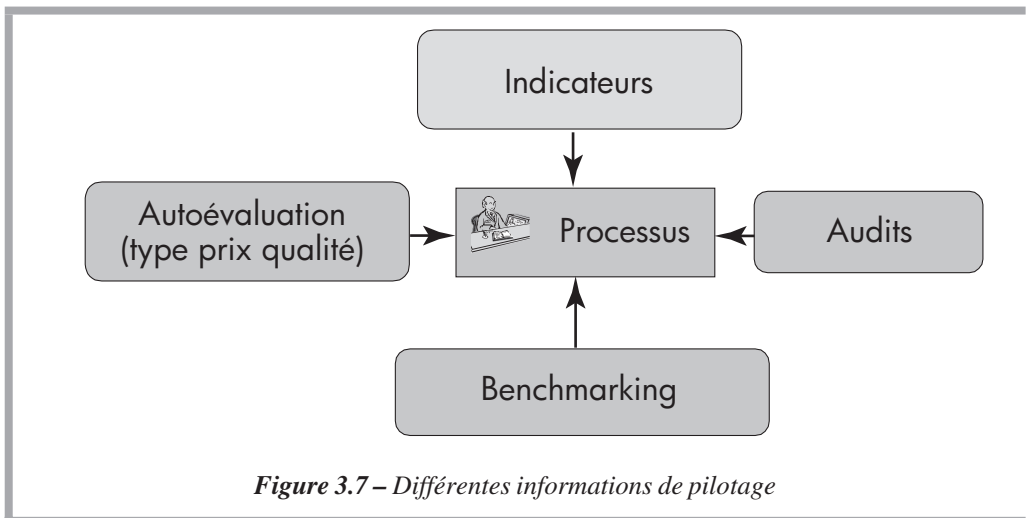 Indicateurs
Autoévaluation
(type prix qualité)
Processus
Audits
Benchmarking
Figure 3.7 – Différentes informations de pilotage